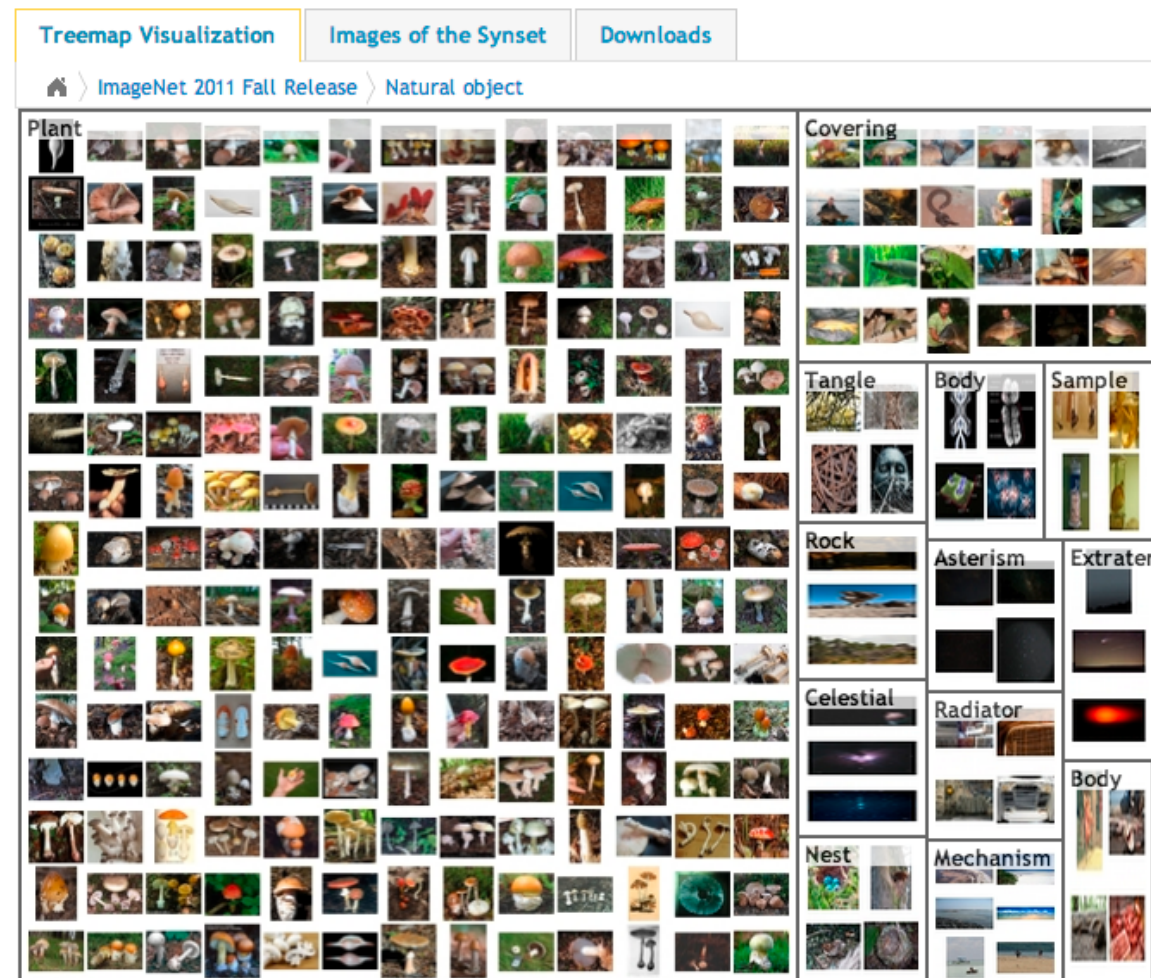 Treemap Visualization
Images of the Synset
Downloads
ImageNet 2011 Fall Release
Natural object
Plant
Covering
Tangle
Body
Sample
Rock
Asterism
Extrater
Celestial
Radiator
Body
Nest
Mechanism